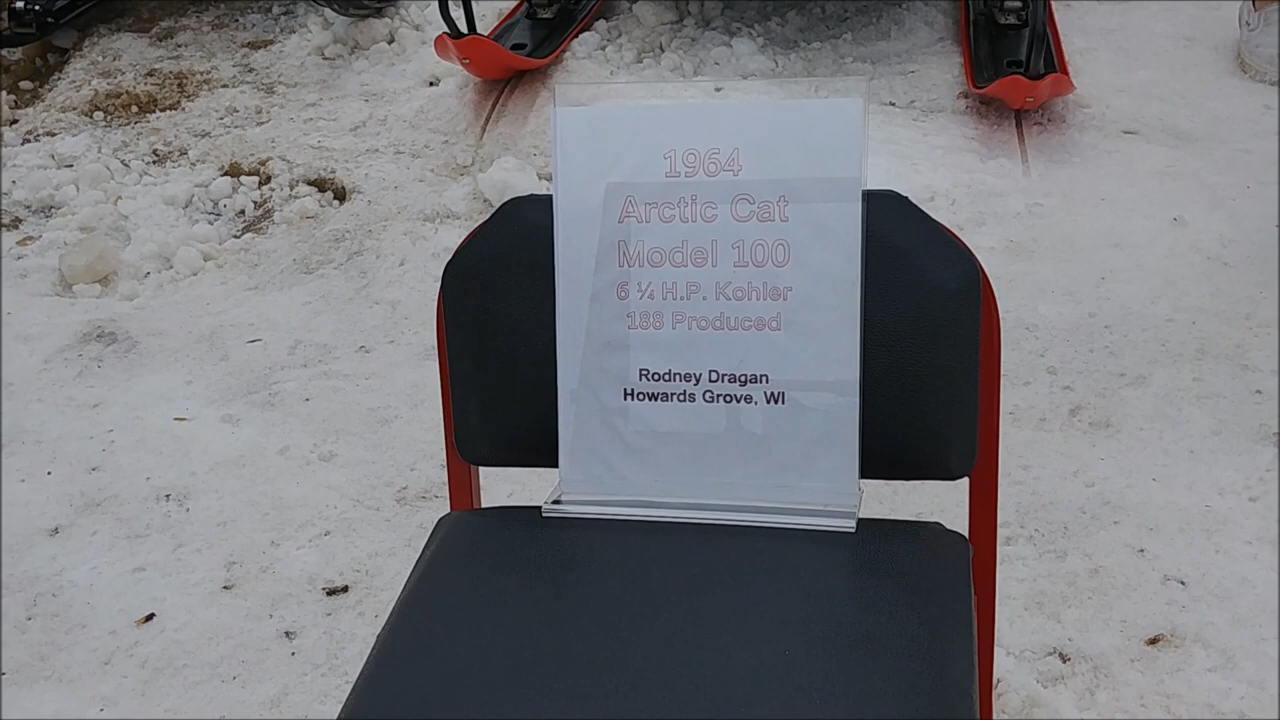 1964
Arctic Cat
Model 100
6 ¼ H.P. Kohler
188 Produced
Rodney Dragan
Howards Grove, WI